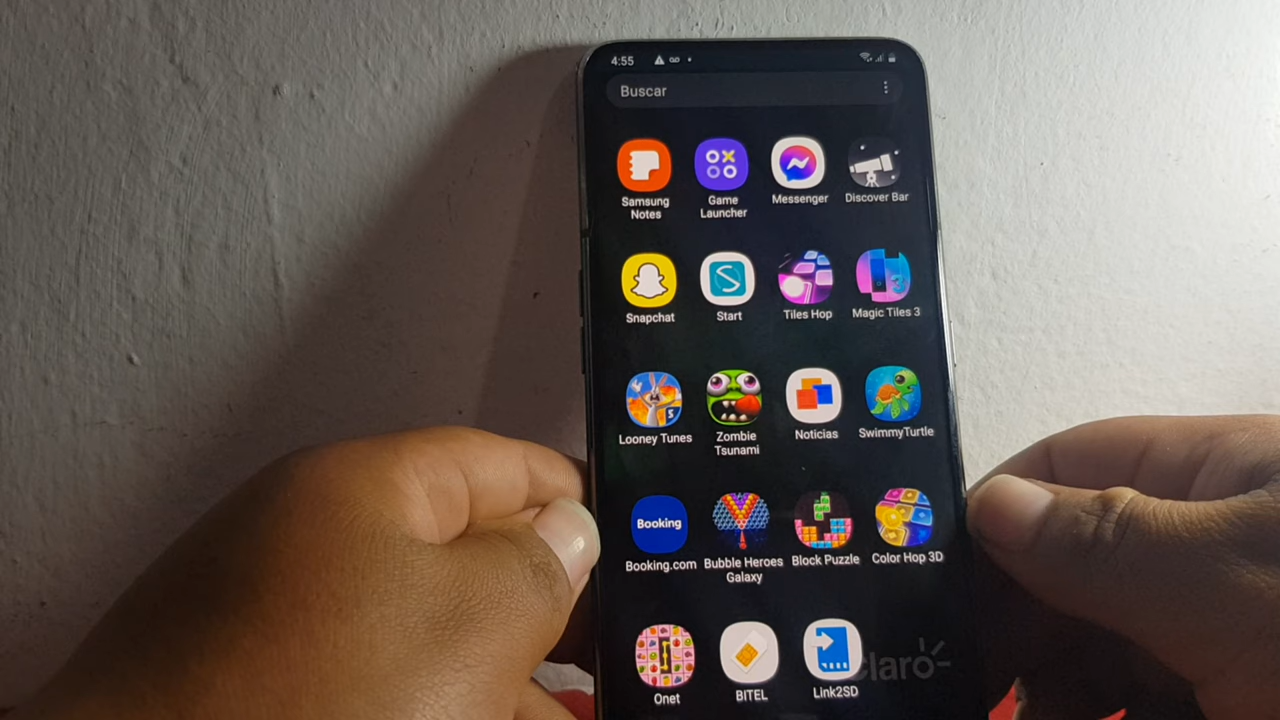 4:55
Buscar
Samsung
Notes
Game
Launcher
Messenger
Discover Bar
Snapchat
Start
Tiles Hop
Magic Tiles 3
Looney Tunes
Zombie
Tsunami
Noticias
SwimmyTurtle
Booking
Booking.com
Bubble Heroes
Galaxy
Block Puzzle
Color Hop 3D
Onet
BITEL
Link2SD
Claro